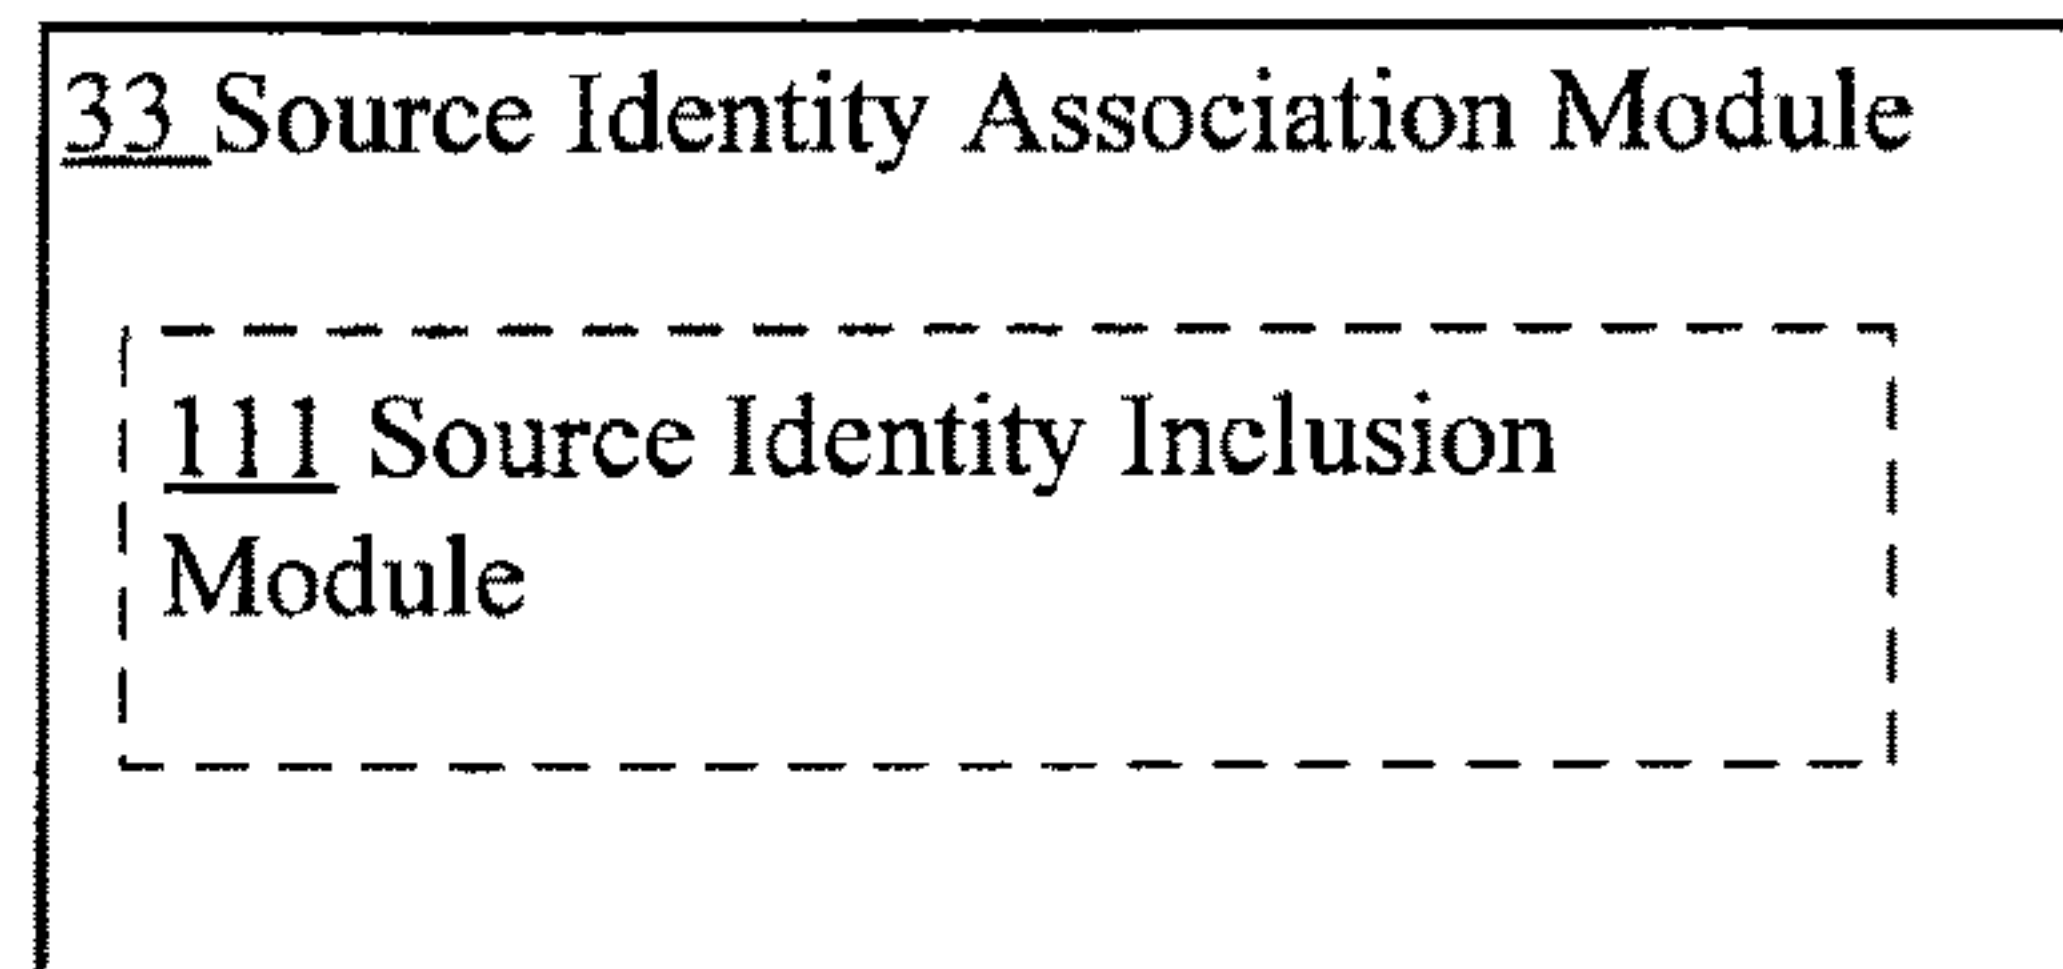 33 Source Identity Association Module
111 Source Identity Inclusion
Module